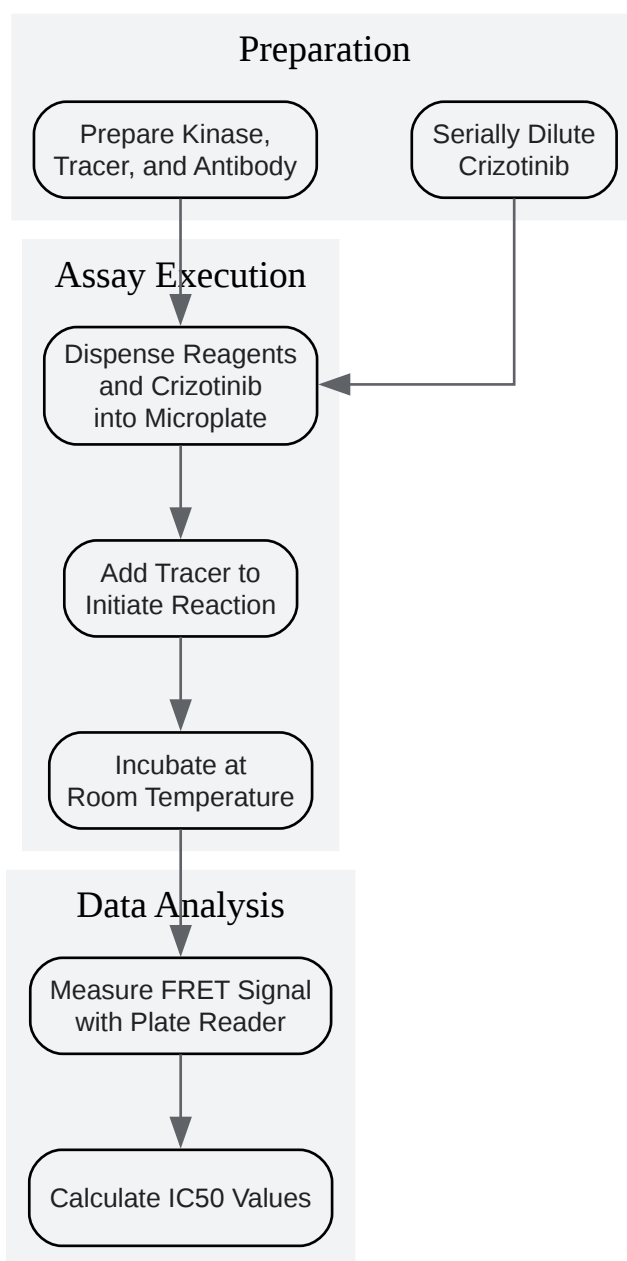 Preparation
Prepare Kinase,
Tracer, and Antibody
Serially Dilute
Crizotinib
Assay Execution
Dispense Reagents
and Crizotinib
into Microplate
Add Tracer to
Initiate Reaction
Incubate at
Room Temperature
Data Analysis
Measure FRET Signal
with Plate Reader
Calculate IC50 Values